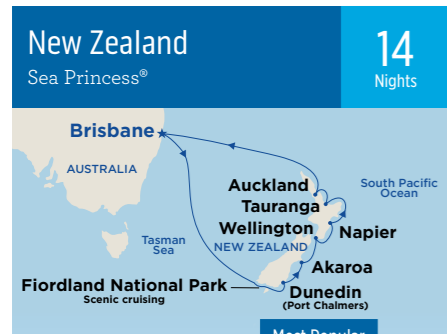 New Zealand
Sea Princess®
14
Nights
Brisbane
AUSTRALIA
Auckland
South Pacific
Ocean
Tauranga
Wellington
Napier
Tasman
Sea
NEW ZEALAND
Akaroa
Fiordland National Park
Scenic cruising
Dunedin
(Port Chalmers)
Most Popular